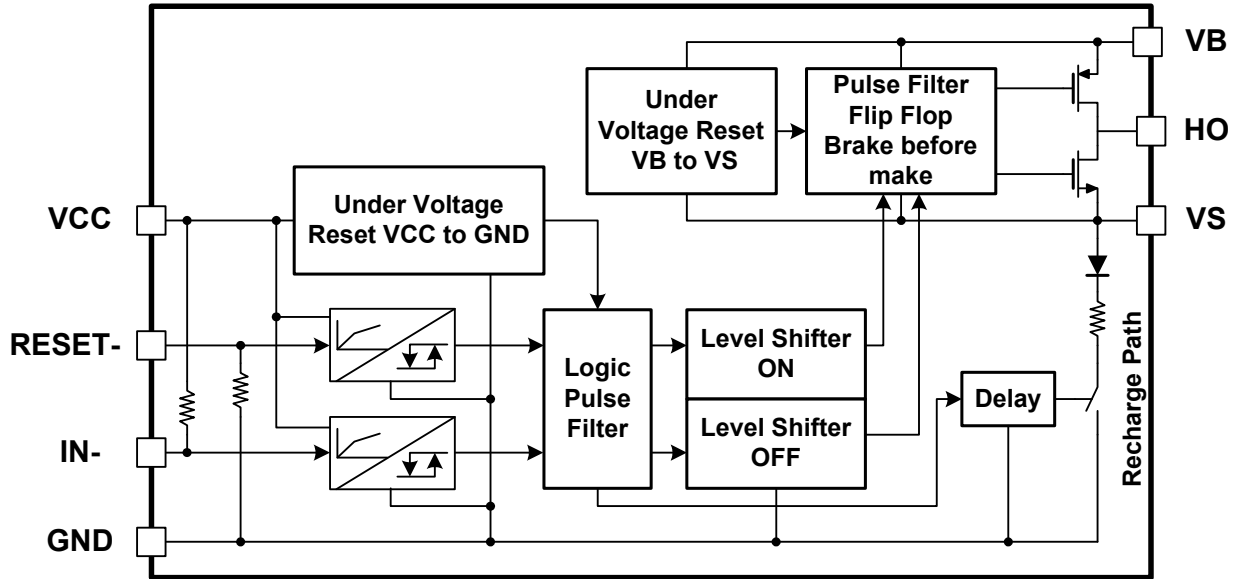 VB
Under
Voltage Reset
VB to VS
Pulse Filter
Flip Flop
Brake before
make
HO
VCC
Under Voltage
Reset VCC to GND
VS
RESET-
Logic
Pulse
Filter
Level Shifter
ON
Level Shifter
OFF
Delay
Recharge Path
IN-
GND